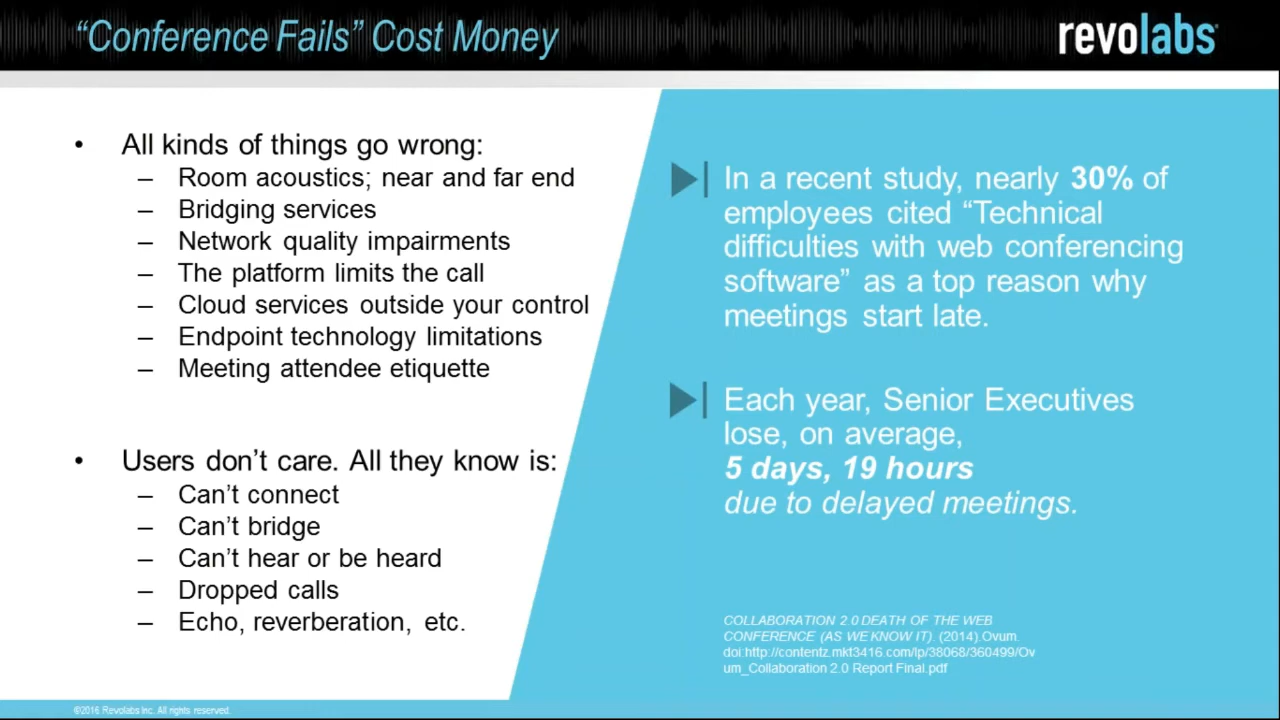 "Conference Fails" Cost Money
revolabs
• All kinds of things go wrong:
– Room acoustics; near and far end
– Bridging services
– Network quality impairments
– The platform limits the call
– Cloud services outside your control
– Endpoint technology limitations
– Meeting attendee etiquette
• Users don't care. All they know is:
– Can't connect
– Can't bridge
– Can't hear or be heard
– Dropped calls
– Echo, reverberation, etc.
In a recent study, nearly 30% of
employees cited "Technical
difficulties with web conferencing
software" as a top reason why
meetings start late.
Each year, Senior Executives
lose, on average,
5 days, 19 hours
due to delayed meetings.
COLLABORATION 2.0 DEATH OF THE WEB
CONFERENCE (AS WE KNOW IT). (2014).Ovum.
doi:http://contentz.mkt3416.com/lp/38068/360499/Ov
um_Collaboration 2.0 Report Final.pdf
©2016 Revolabs Inc. All rights reserved.